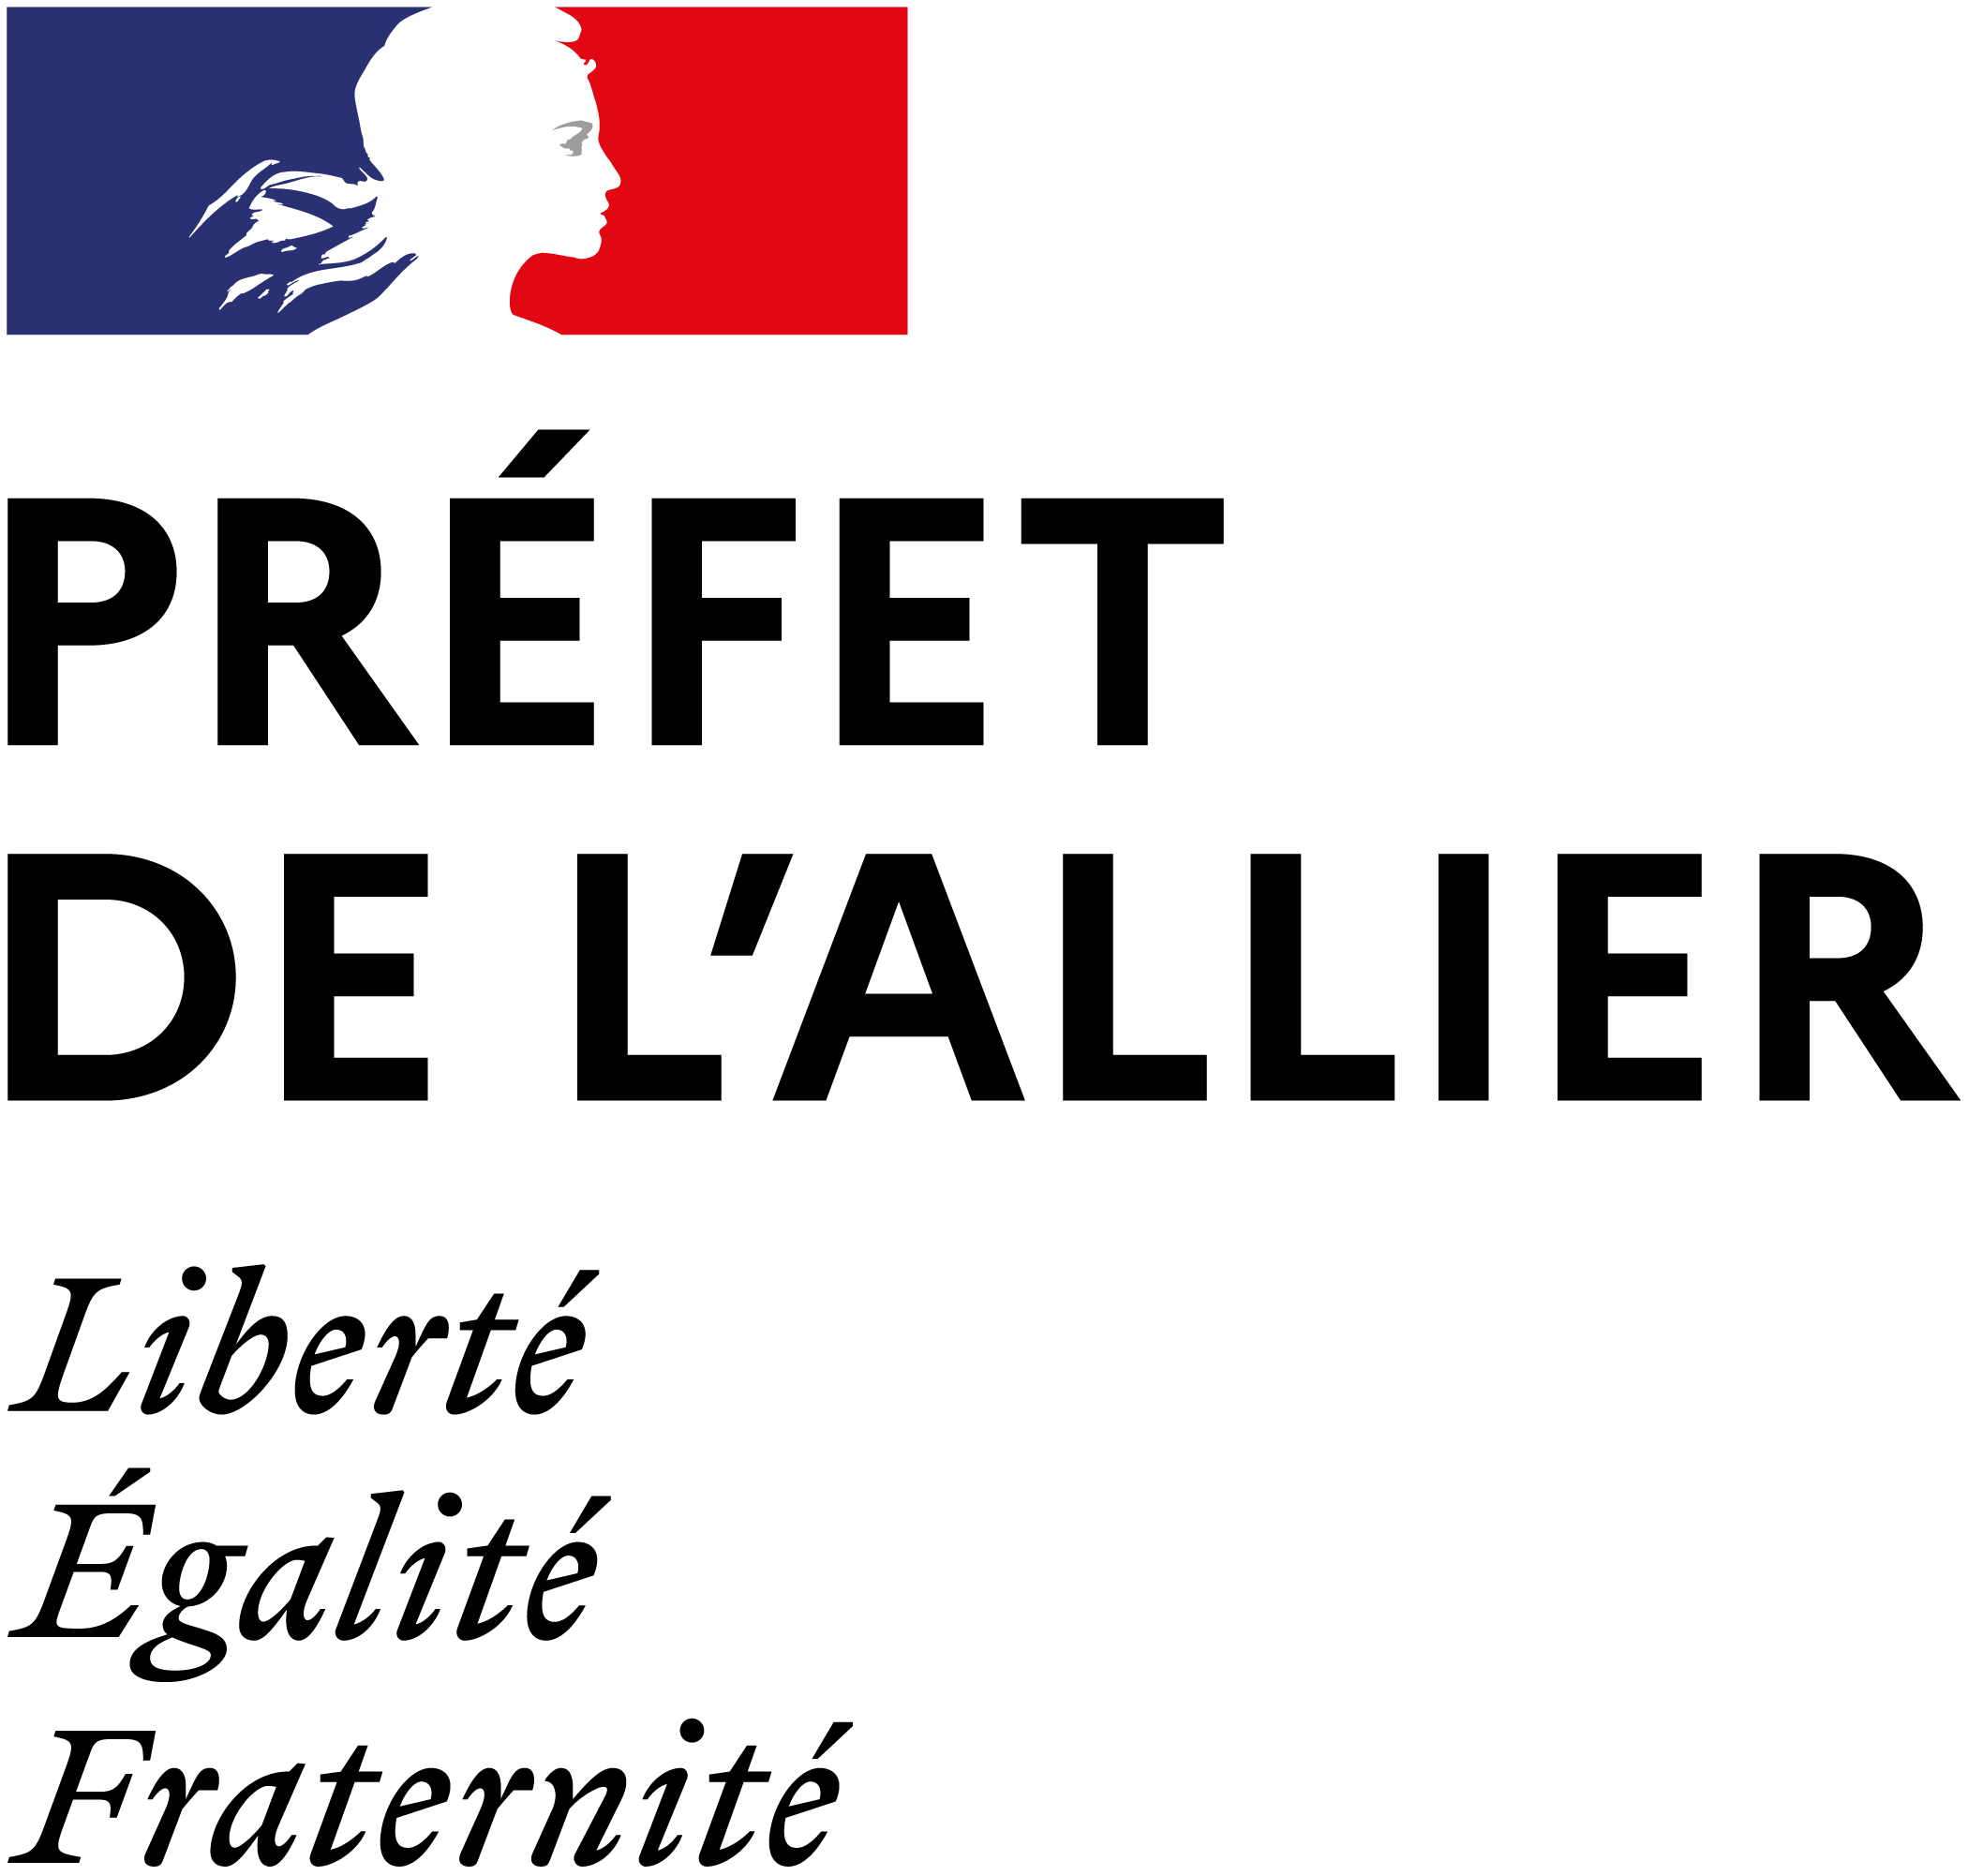 PRÉFET
DE L’ALLIER
Liberté
Égalité
Fraternité